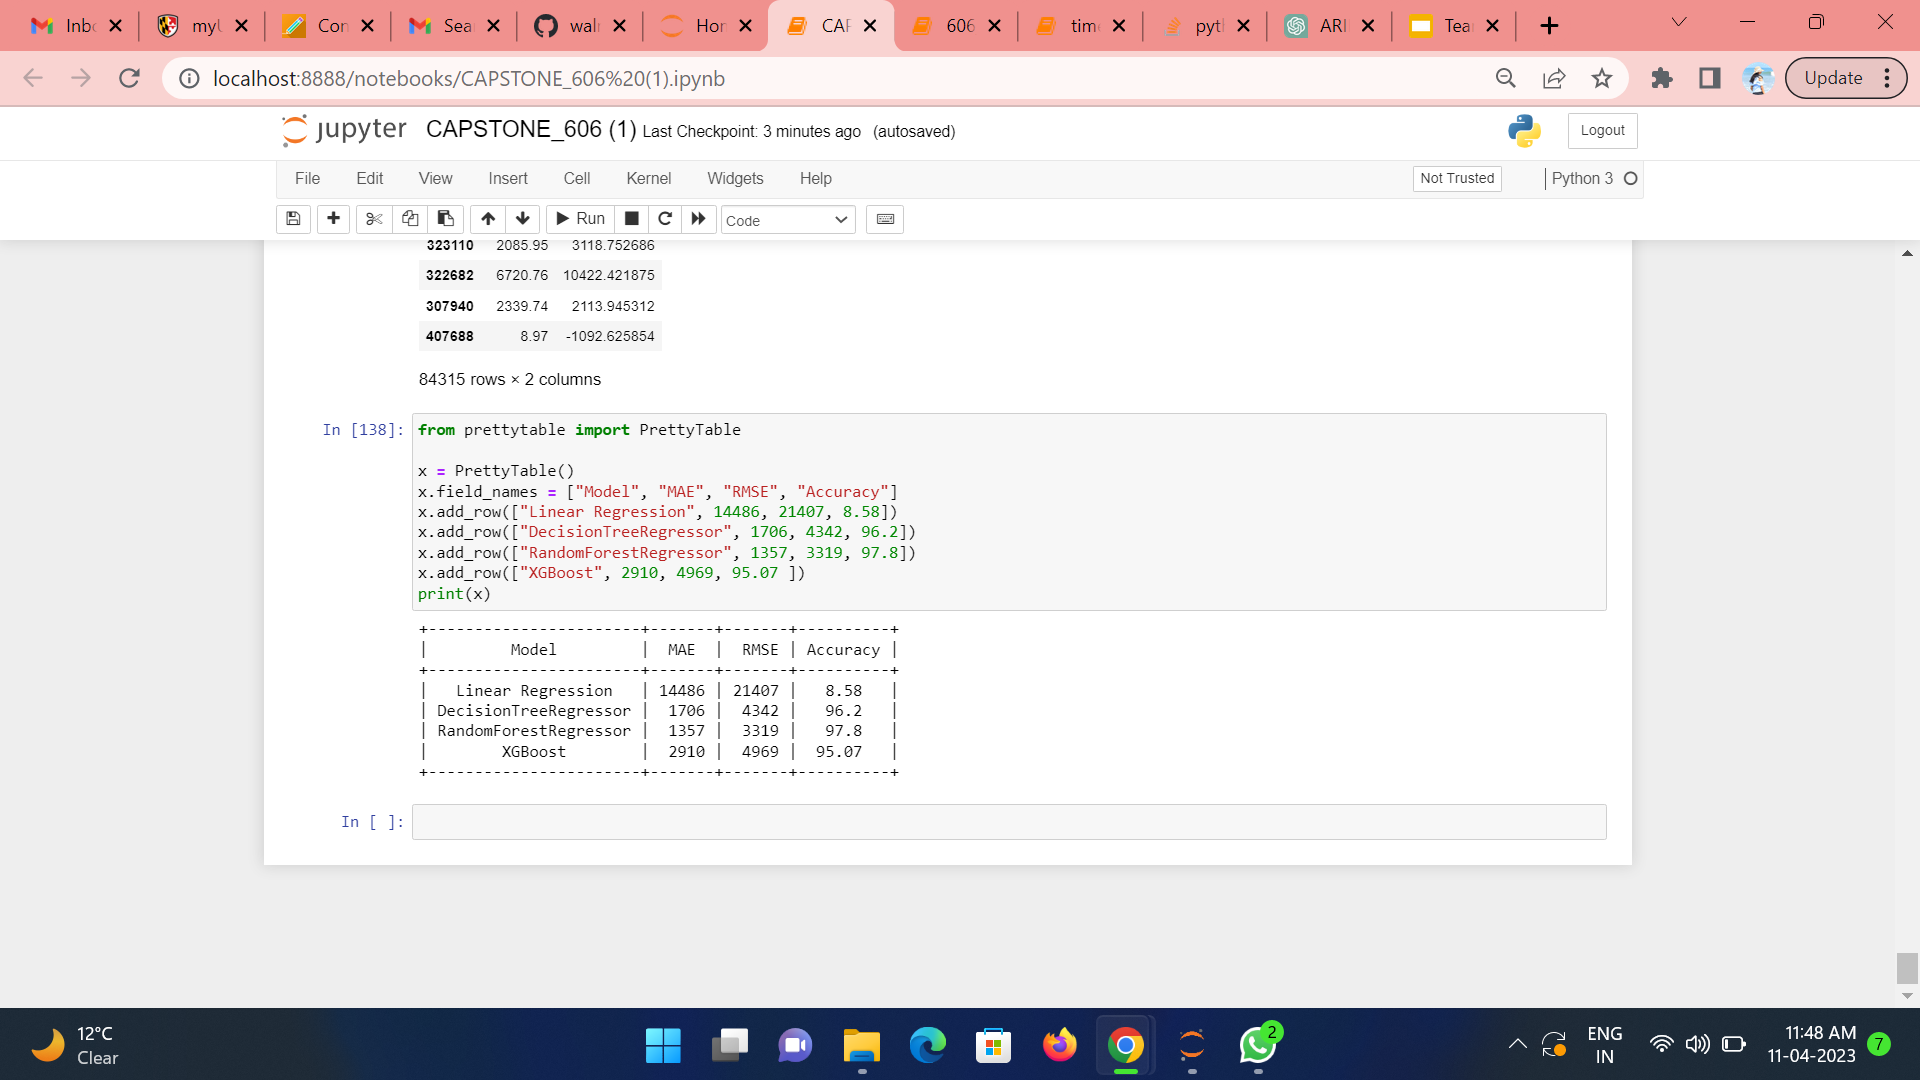 Inbo
myU
Con
Sea
waln
Hor
CAP
606
time
pyth
ARI
Tea
localhost:8888/notebooks/CAPSTONE_606%20(1).ipynb
Update
jupyter CAPSTONE_606 (1) Last Checkpoint: 3 minutes ago (autosaved)
Logout
File Edit View Insert Cell Kernel Widgets Help
Not Trusted
Python 3
Run
Code
323110 2085.95 3118.752686
322682 6720.76 10422.421875
307940 2339.74 2113.945312
407688 8.97 -1092.625854
84315 rows × 2 columns
In [138]: from prettytable import PrettyTable
x = PrettyTable()
x.field_names = ["Model", "MAE", "RMSE", "Accuracy"]
x.add_row(["Linear Regression", 14486, 21407, 8.58])
x.add_row(["DecisionTreeRegressor", 1706, 4342, 96.2])
x.add_row(["RandomForestRegressor", 1357, 3319, 97.8])
x.add_row(["XGBoost", 2910, 4969, 95.07 ])
print(x)
+-----------------------+-------+-------+----------+
| Model | MAE | RMSE | Accuracy |
+-----------------------+-------+-------+----------+
| Linear Regression | 14486 | 21407 | 8.58 |
| DecisionTreeRegressor | 1706 | 4342 | 96.2 |
| RandomForestRegressor | 1357 | 3319 | 97.8 |
| XGBoost | 2910 | 4969 | 95.07 |
+-----------------------+-------+-------+----------+
In [ ]:
12°C
Clear
2
ENG
IN
11:48 AM
11-04-2023
7